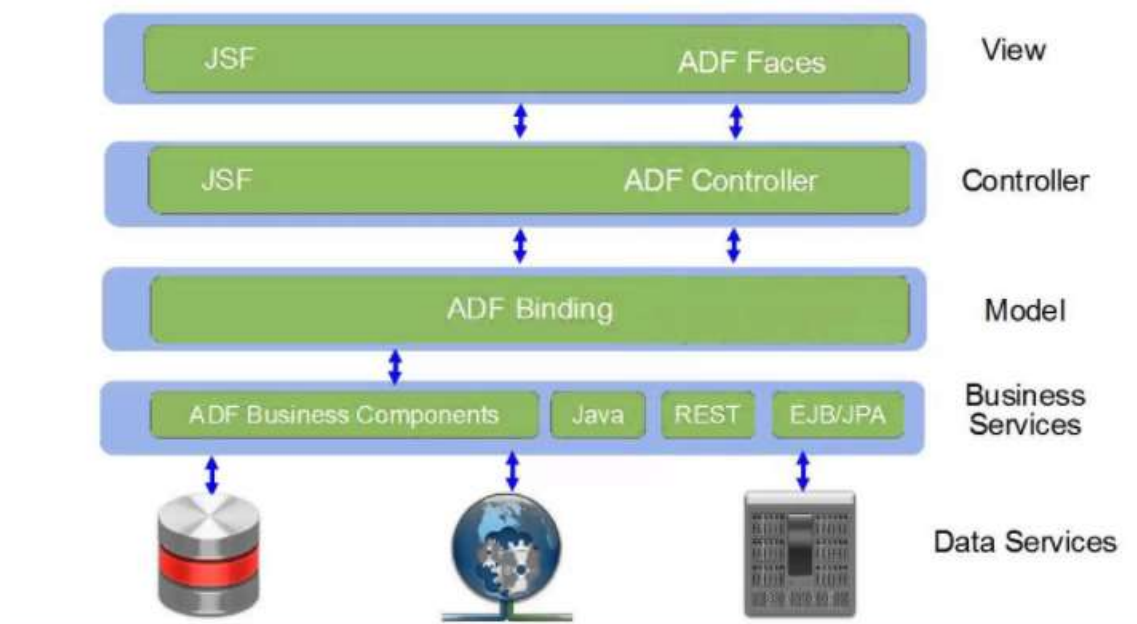 JSF ADF Faces View
JSF ADF Controller Controller
ADF Binding Model
ADF Business Components Java REST EJB/JPA
Business
Services
Data Services